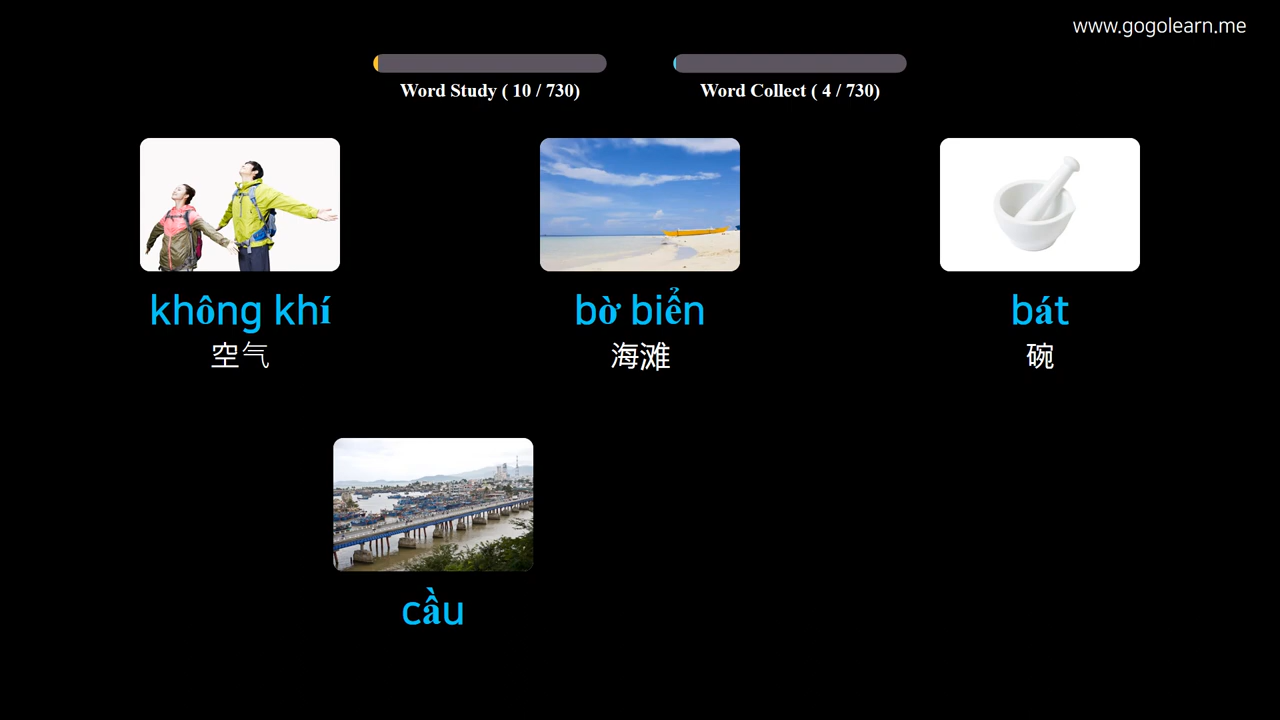 www.gogolearn.me
Word Study ( 10 / 730)
Word Collect ( 4 / 730)
không khí
空气
bờ biển
海滩
bát
碗
cầu